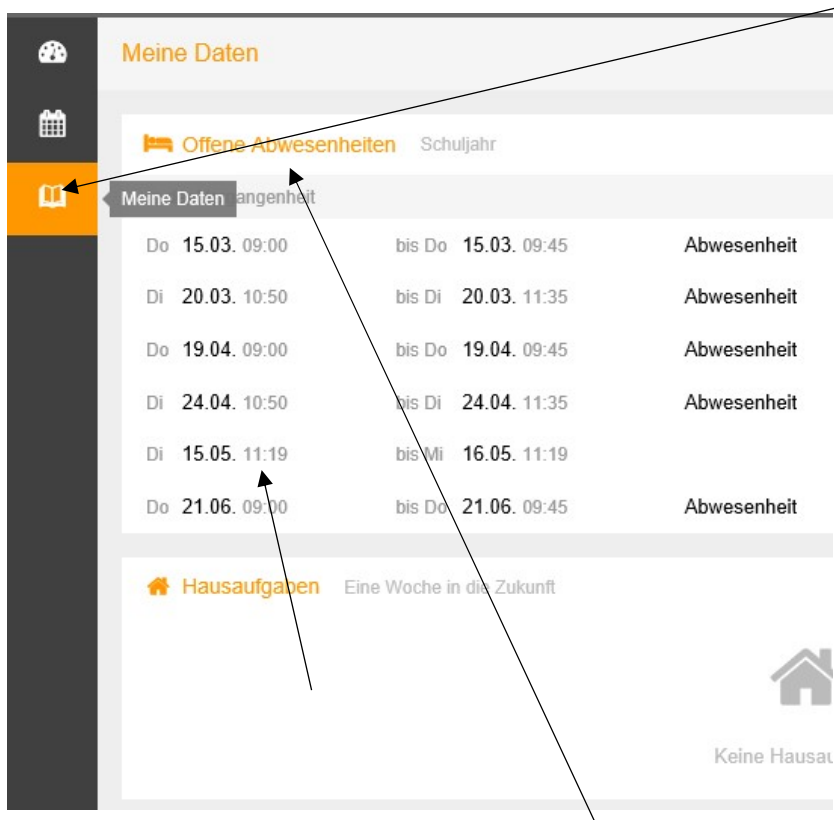 Meine Daten
Offene Abwesenheiten Schuljahr
Meine Daten
Do 15.03. 09:00 bis Do 15.03. 09:45 Abwesenheit
Di 20.03. 10:50 bis Di 20.03. 11:35 Abwesenheit
Do 19.04. 09:00 bis Do 19.04. 09:45 Abwesenheit
Di 24.04. 10:50 bis Di 24.04. 11:35 Abwesenheit
Di 15.05. 11:19 bis Mi 16.05. 11:19
Do 21.06. 09:00 bis Do 21.06. 09:45 Abwesenheit
Hausaufgaben Eine Woche in die Zukunft
Keine